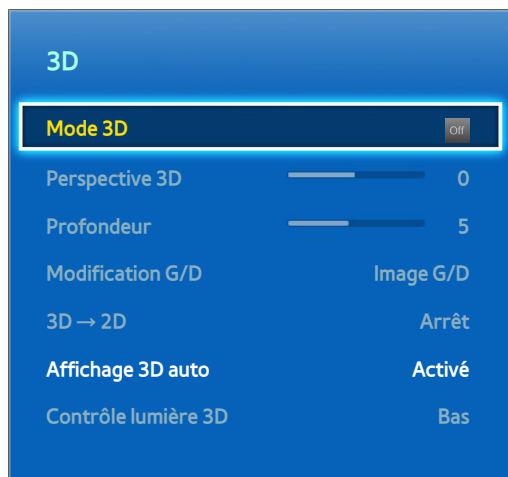 3D
Mode 3D Off
Perspective 3D 0
Profondeur 5
Modification G/D Image G/D
3D → 2D Arrêt
Affichage 3D auto Activé
Contrôle lumière 3D Bas